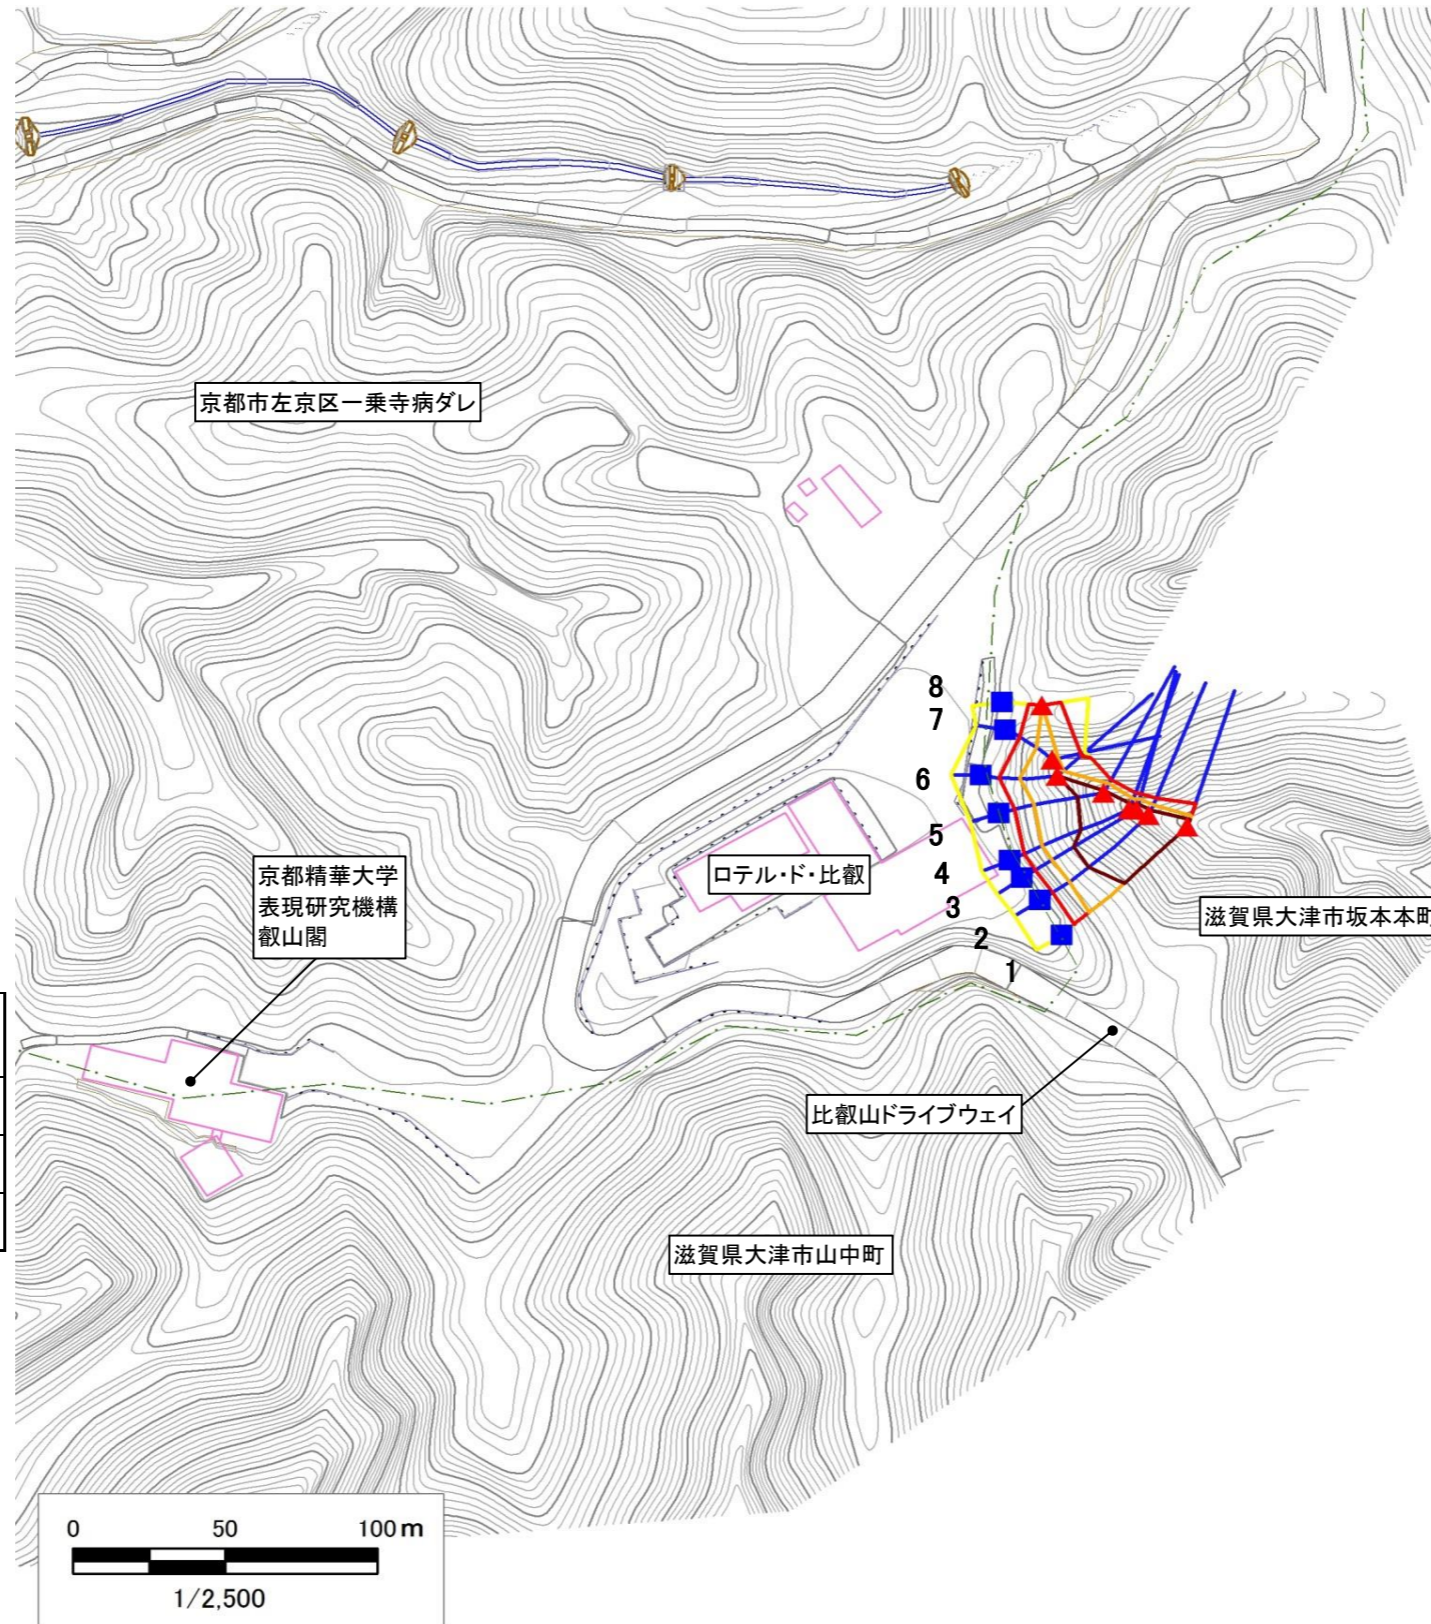 京都市左京区一乗寺病ダレ
8
7
6
5
4
3
2
1
ロテル・ド・比叡
京都精華大学
表現研究機構
叡山閣
滋賀県大津市坂本本町
比叡山ドライブウェイ
滋賀県大津市山中町
0 50 100m
1/2,500